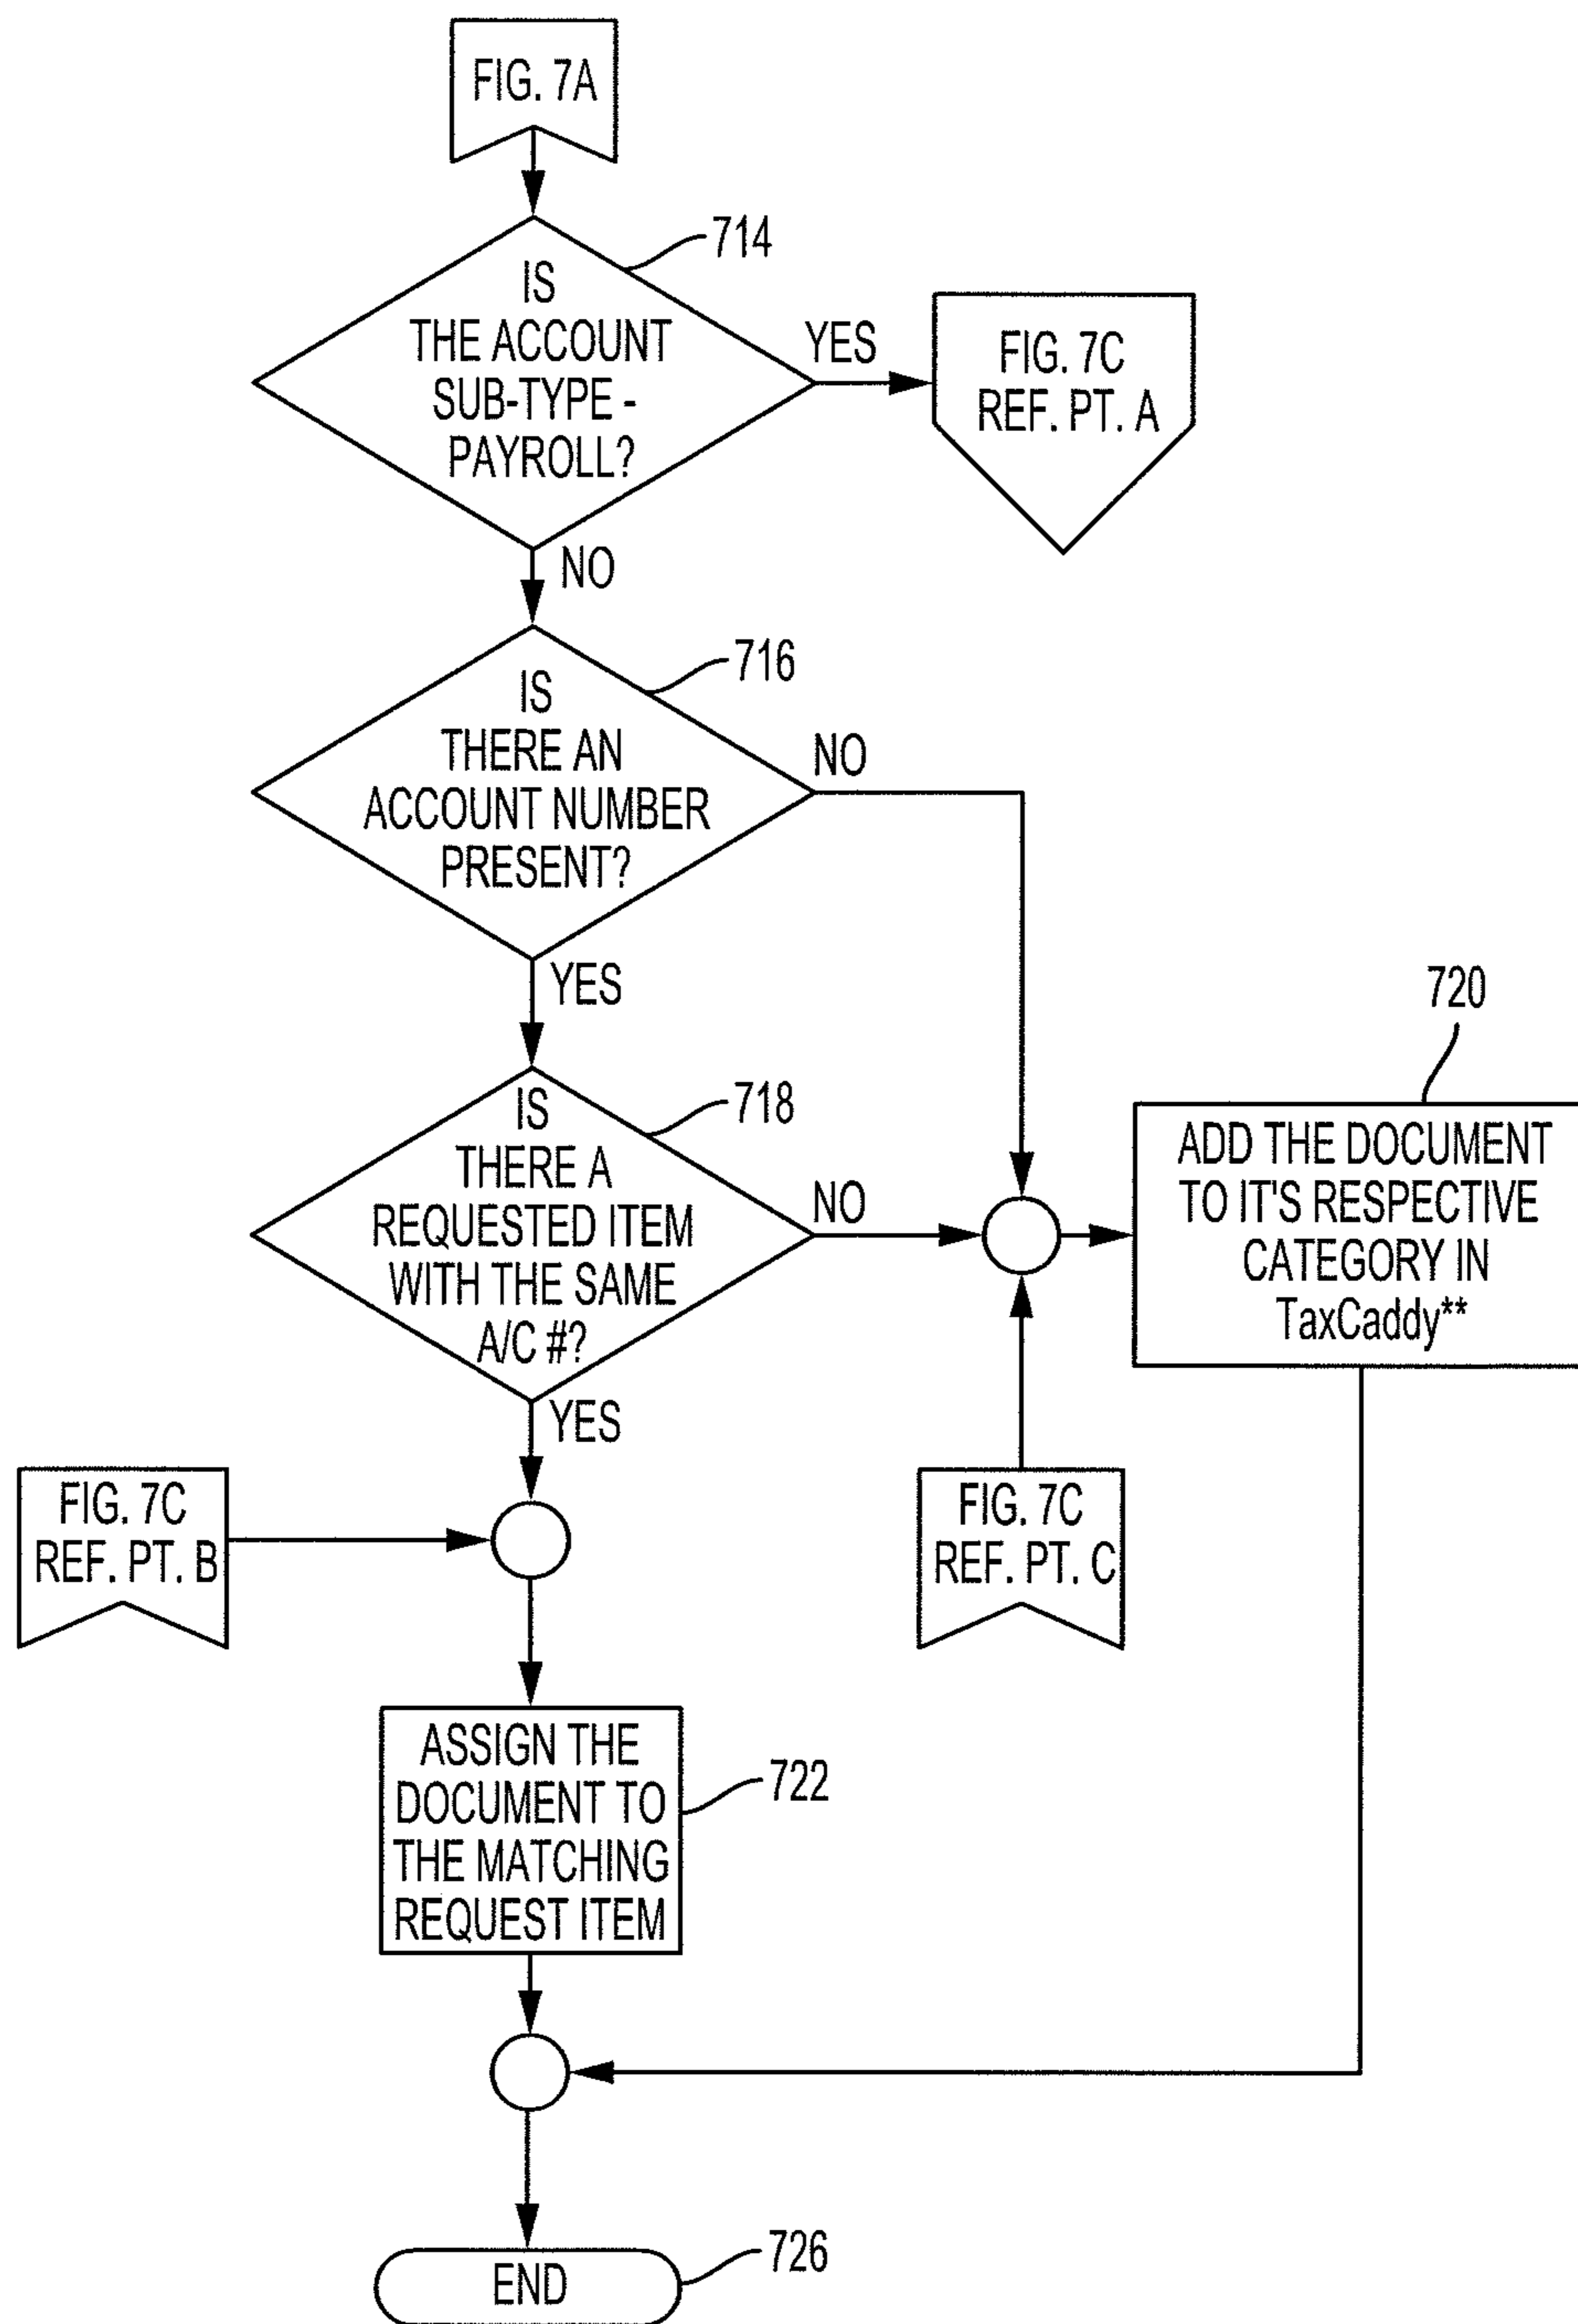 FIG. 7A
714
IS
THE ACCOUNT
SUB-TYPE -
PAYROLL?
YES
FIG. 7C
REF. PT. A
NO
716
IS
THERE AN
ACCOUNT NUMBER
PRESENT?
NO
YES
718
IS
THERE A
REQUESTED ITEM
WITH THE SAME
A/C #?
NO
720
ADD THE DOCUMENT
TO IT'S RESPECTIVE
CATEGORY IN
TaxCaddy**
YES
FIG. 7C
REF. PT. B
FIG. 7C
REF. PT. C
ASSIGN THE
DOCUMENT TO
THE MATCHING
REQUEST ITEM
722
END
726